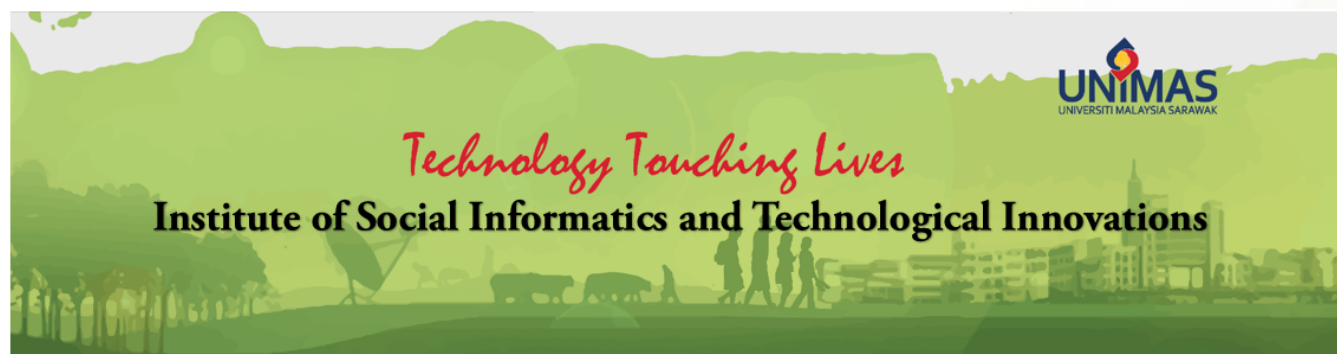 UNIMAS
UNIVERSITI MALAYSIA SARAWAK
Technology Touching Lives
Institute of Social Informatics and Technological Innovations